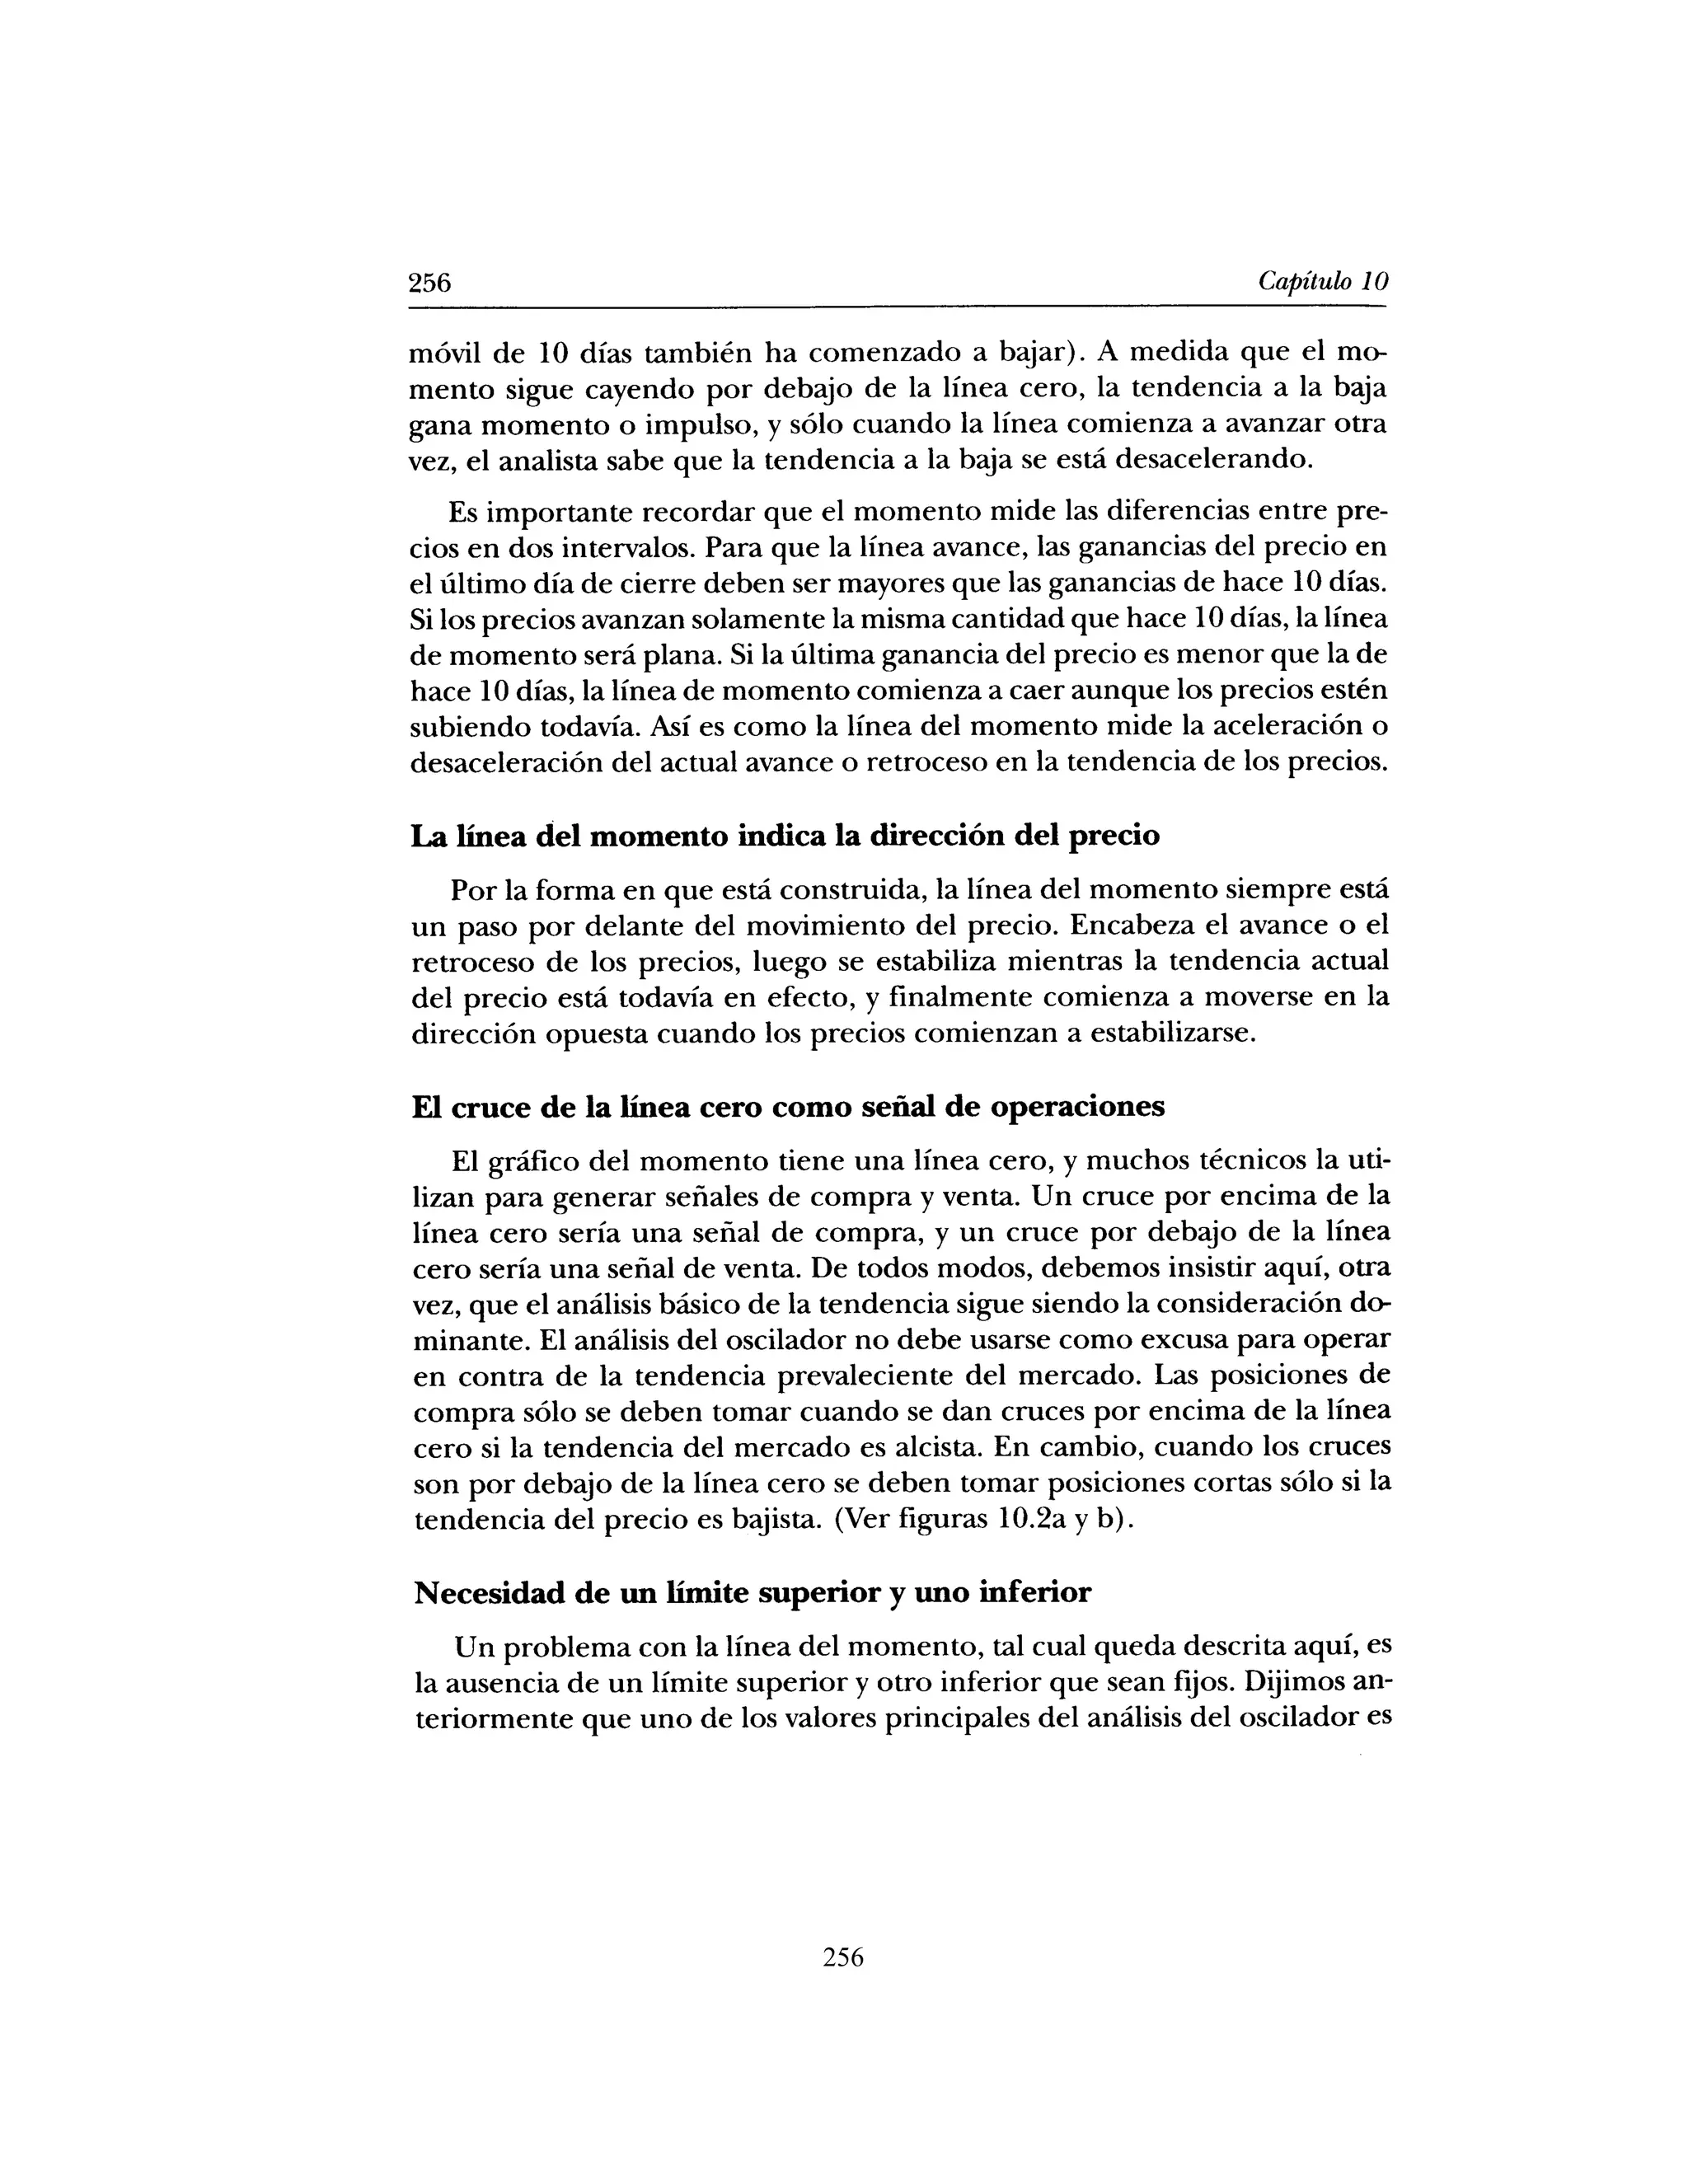 256 Capítulo 10
móvil de 10 días también ha comenzado a bajar). A medida que el mo-
mento sigue cayendo por debajo de la línea cero, la tendencia a la baja
gana momento o impulso, y sólo cuando la línea comienza a avanzar otra
vez, el analista sabe que la tendencia a la baja se está desacelerando.
Es importante recordar que el momento mide las diferencias entre pre-
cios en dos intervalos. Para que la línea avance, las ganancias del precio en
el último día de cierre deben ser mayores que las ganancias de hace 10 días.
Si los precios avanzan solamente la misma cantidad que hace 10 días, la línea
de momento será plana. Si la última ganancia del precio es menor que la de
hace 10 días, la línea de momento comienza a caer aunque los precios estén
subiendo todavía. Así es como la línea del momento mide la aceleración o
desaceleración del actual avance o retroceso en la tendencia de los precios.
La línea del momento indica la dirección del precio
Por la forma en que está construida, la línea del momento siempre está
un paso por delante del movimiento del precio. Encabeza el avance o el
retroceso de los precios, luego se estabiliza mientras la tendencia actual
del precio está todavía en efecto, y finalmente comienza a moverse en la
dirección opuesta cuando los precios comienzan a estabilizarse.
El cruce de la línea cero como señal de operaciones
El gráfico del momento tiene una línea cero, y muchos técnicos la uti-
lizan para generar señales de compra y venta. Un cruce por encima de la
línea cero sería una señal de compra, y un cruce por debajo de la línea
cero sería una señal de venta. De todos modos, debemos insistir aquí, otra
vez, que el análisis básico de la tendencia sigue siendo la consideración do-
minante. El análisis del oscilador no debe usarse como excusa para operar
en contra de la tendencia prevaleciente del mercado. Las posiciones de
compra sólo se deben tomar cuando se dan cruces por encima de la línea
cero si la tendencia del mercado es alcista. En cambio, cuando los cruces
son por debajo de la línea cero se deben tomar posiciones cortas sólo si la
tendencia del precio es bajista. (Ver figuras 10.2a y b).
Necesidad de un límite superior y uno inferior
Un problema con la línea del momento, tal cual queda descrita aquí, es
la ausencia de un límite superior y otro inferior que sean fijos. Dijimos an-
teriormente que uno de los valores principales del análisis del oscilador es
256